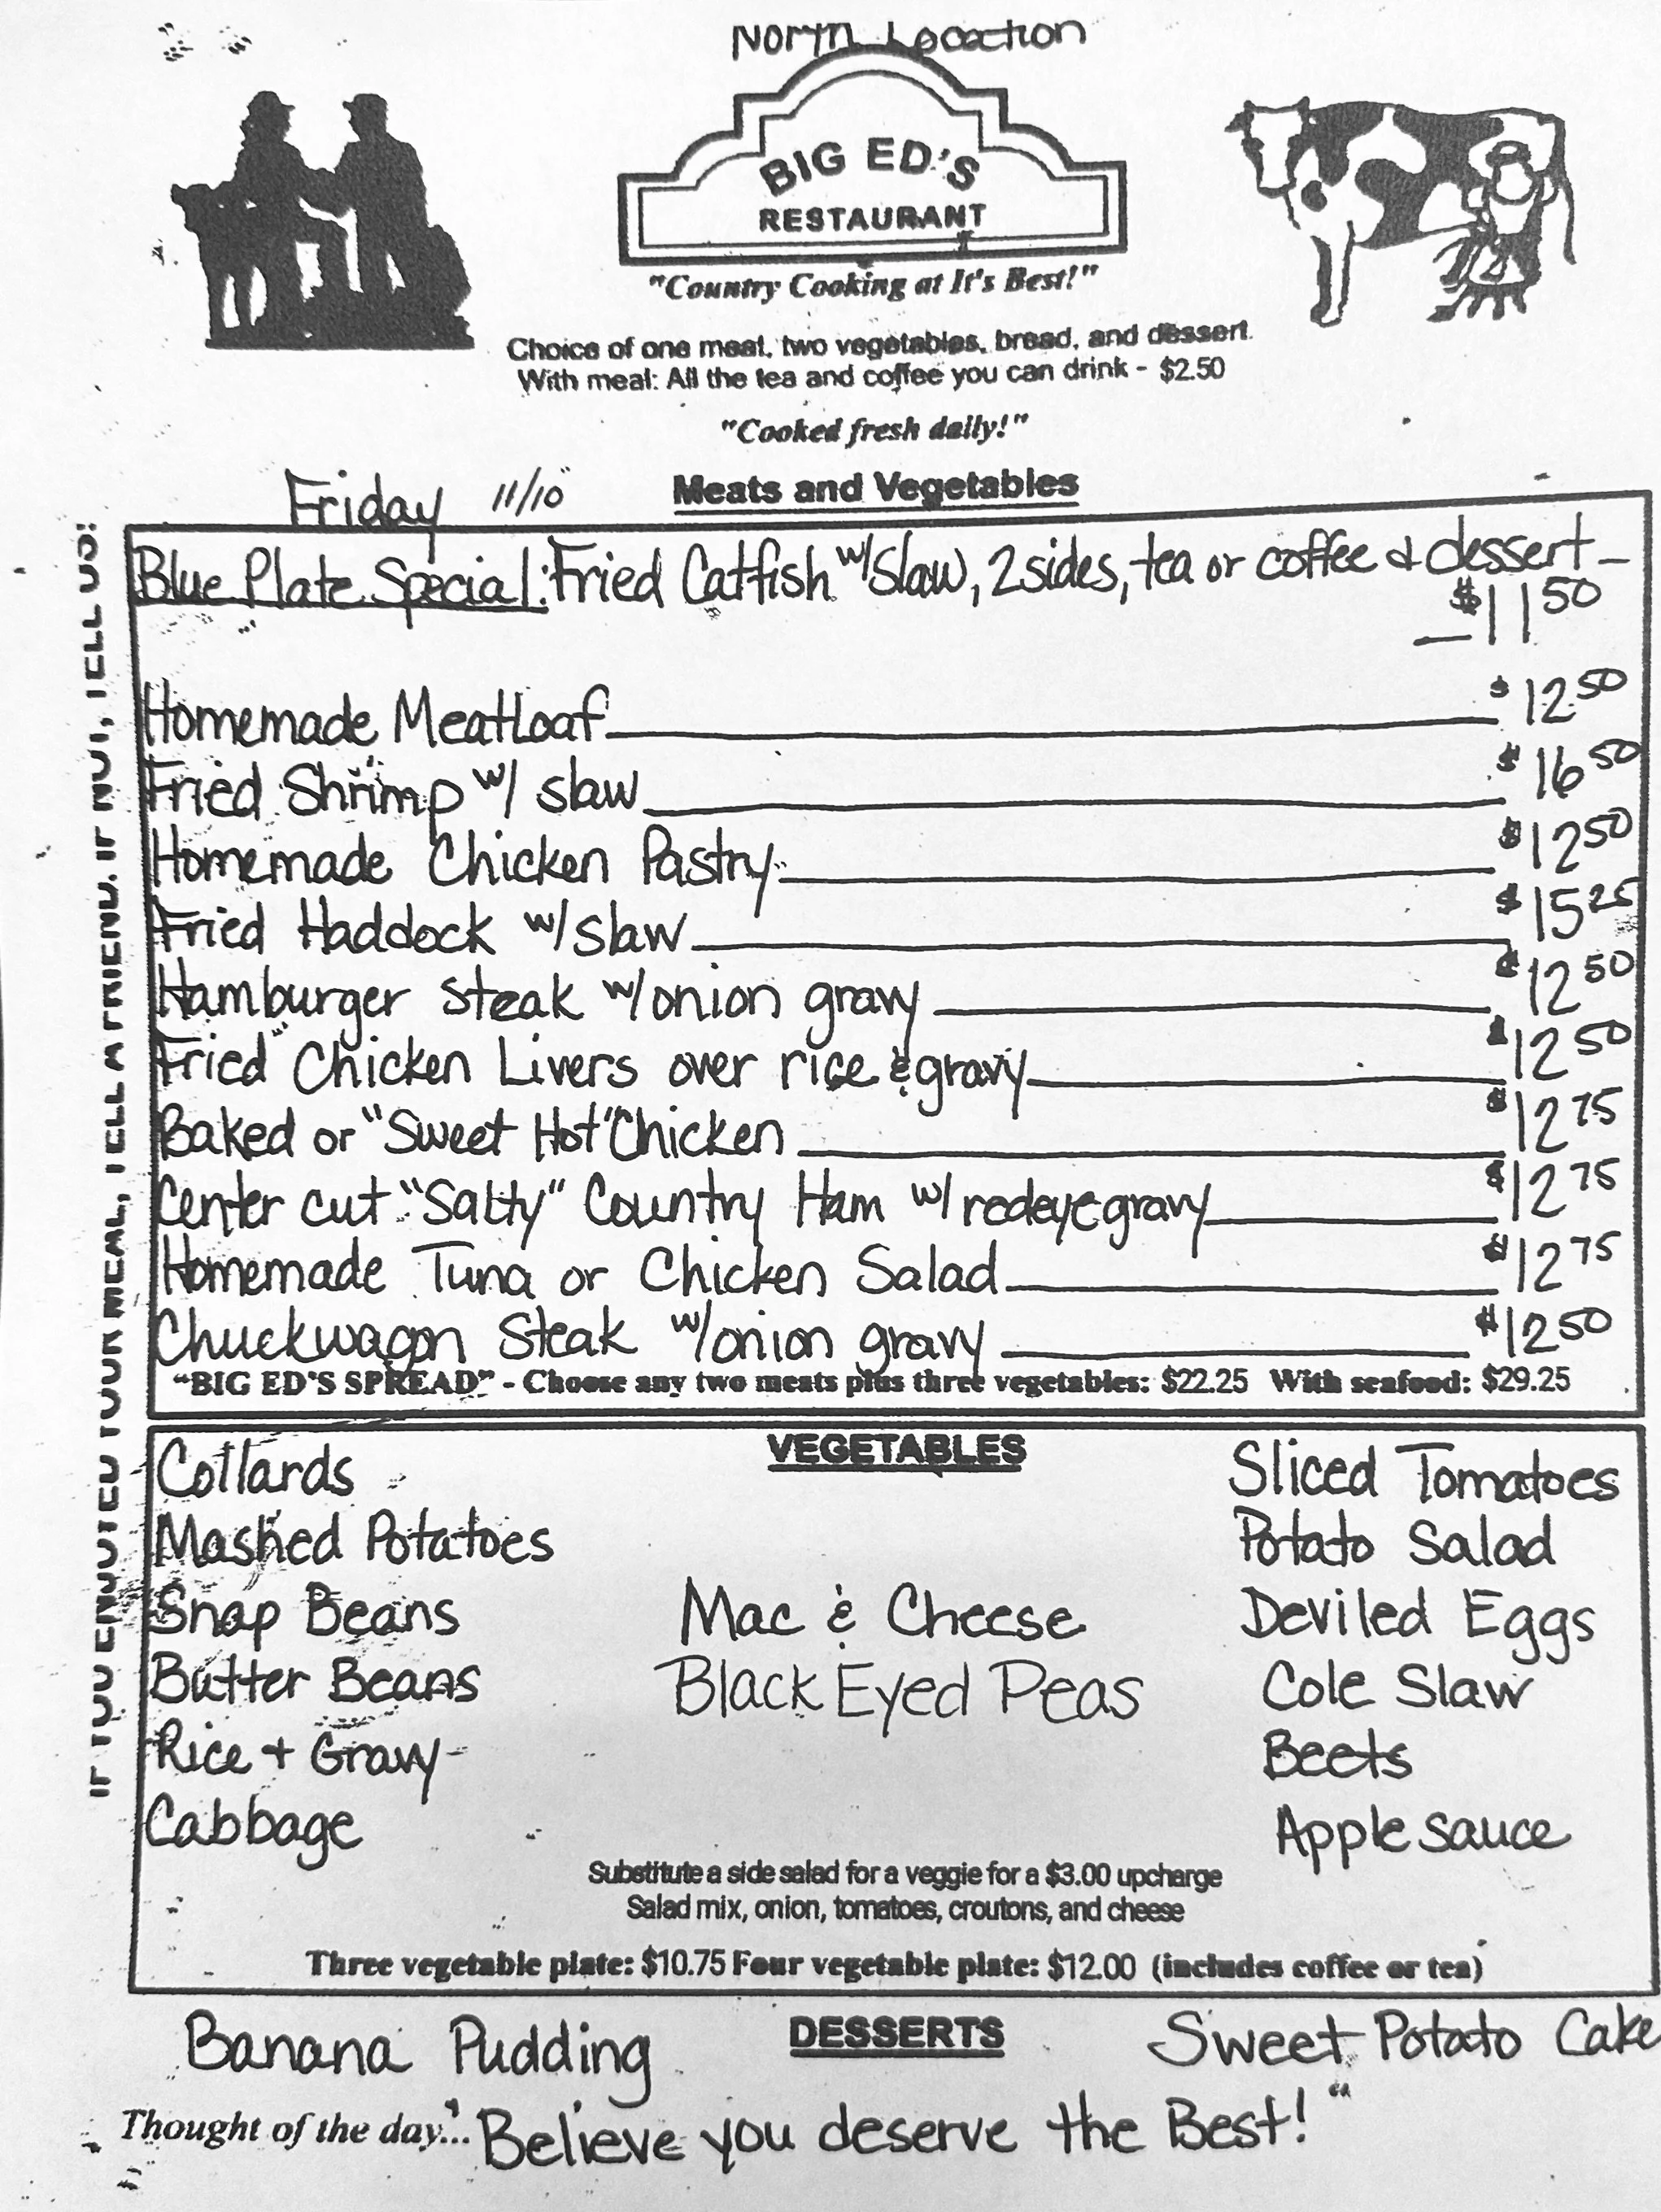 North Location
BIG ED'S
RESTAURANT
"Country Cooking at It's Best!"
Choice of one meat, two vegetables, bread, and dessert.
With meal: All the tea and coffee you can drink - $2.50
"Cooked fresh daily!"
Friday 11/10
Meats and Vegetables
Blue Plate Special: Fried Catfish w/slaw, 2 sides, tea or coffee & dessert -
$11 50
Homemade Meatloaf $12.50
Fried Shrimp w/ slaw $16 50
Homemade Chicken Pastry $12 50
Fried Haddock w/slaw $15 25
Hamburger Steak w/onion gravy $12 50
Fried Chicken Livers over rice & gravy $12 50
Baked or "Sweet Hot" Chicken $12 75
Center cut "Salty" Country Ham w/ redeye gravy $12 75
Homemade Tuna or Chicken Salad $12 75
Chuckwagon Steak w/onion gravy $12 50
"BIG ED'S SPREAD" - Choose any two meats plus three vegetables: $22.25 With seafood: $29.25
IF YOU ENJOYED YOUR MEAL, TELL A FRIEND. IF NOT, TELL US!
VEGETABLES
Collards
Mashed Potatoes
Snap Beans
Butter Beans
Rice + Gravy
Cabbage
Mac & Cheese
Black Eyed Peas
Sliced Tomatoes
Potato Salad
Deviled Eggs
Cole Slaw
Beets
Apple Sauce
Substitute a side salad for a veggie for a $3.00 upcharge
Salad mix, onion, tomatoes, croutons, and cheese
Three vegetable plate: $10.75 Four vegetable plate: $12.00 (includes coffee or tea)
DESSERTS
Banana Pudding
Sweet Potato Cake
Thought of the day... "Believe you deserve the Best!"